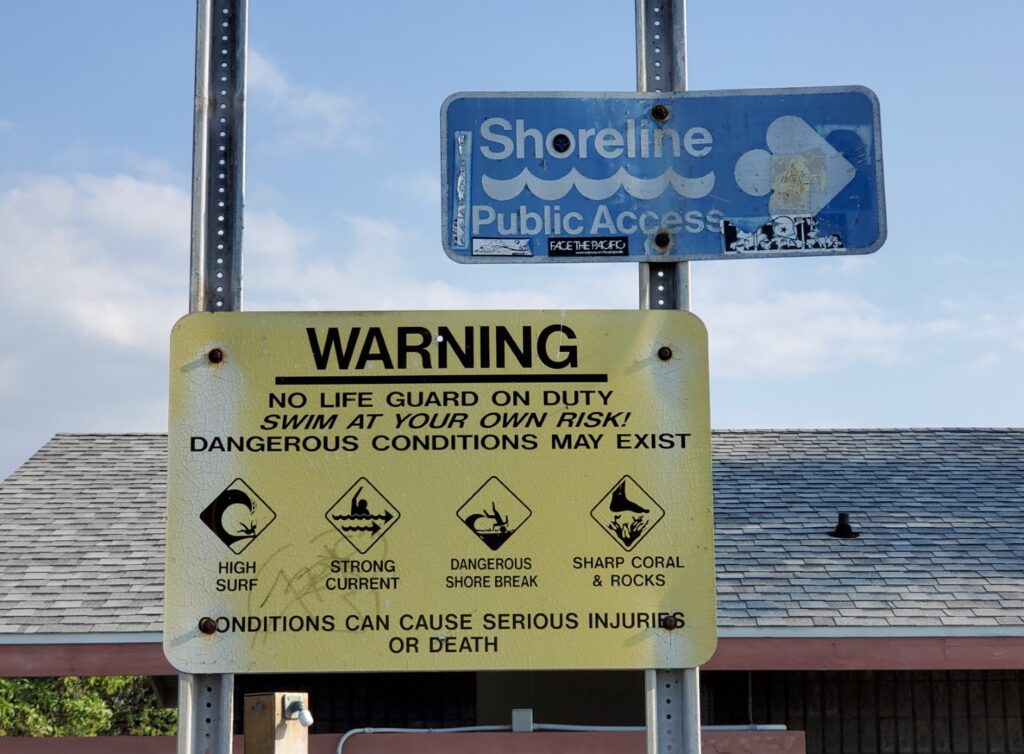 Shoreline
Public Access
FACE THE PACIFIC
WARNING
NO LIFE GUARD ON DUTY
SWIM AT YOUR OWN RISK!
DANGEROUS CONDITIONS MAY EXIST
HIGH
SURF
STRONG
CURRENT
DANGEROUS
SHORE BREAK
SHARP CORAL
& ROCKS
CONDITIONS CAN CAUSE SERIOUS INJURIES
OR DEATH